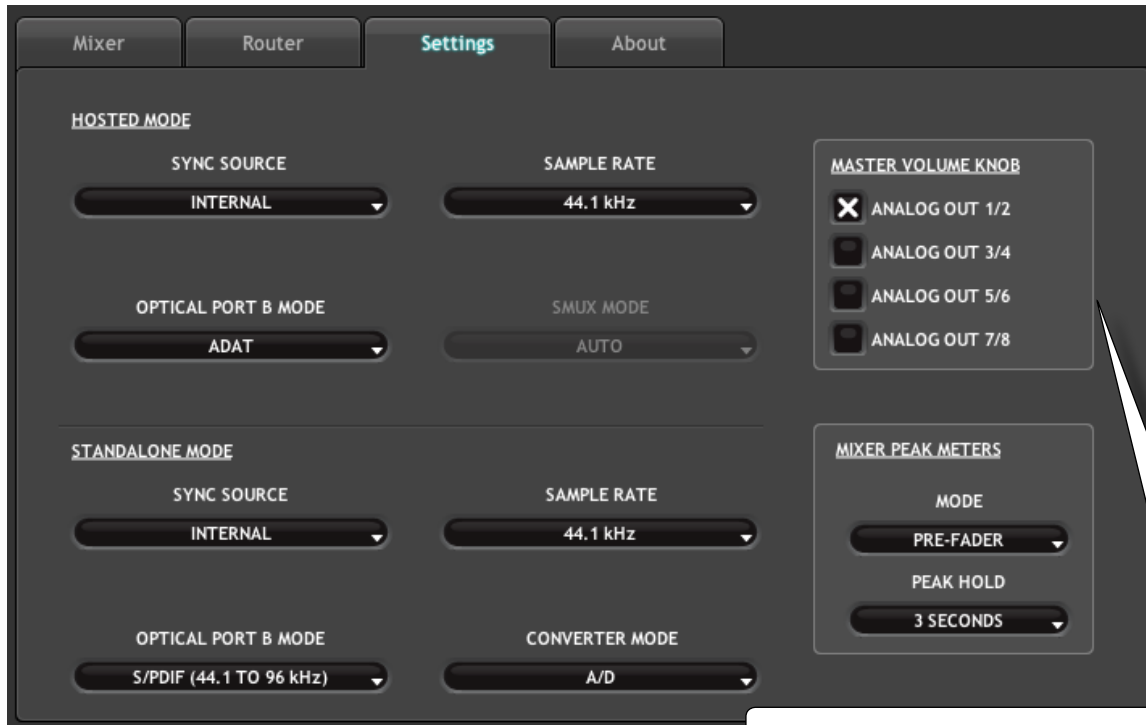 Mixer Router Settings About
HOSTED MODE
SYNC SOURCE SAMPLE RATE
INTERNAL 44.1 kHz
OPTICAL PORT B MODE SMUX MODE
ADAT AUTO
MASTER VOLUME KNOB
ANALOG OUT 1/2
ANALOG OUT 3/4
ANALOG OUT 5/6
ANALOG OUT 7/8
STANDALONE MODE
SYNC SOURCE SAMPLE RATE
INTERNAL 44.1 kHz
OPTICAL PORT B MODE CONVERTER MODE
S/PDIF (44.1 TO 96 kHz) A/D
MIXER PEAK METERS
MODE
PRE-FADER
PEAK HOLD
3 SECONDS